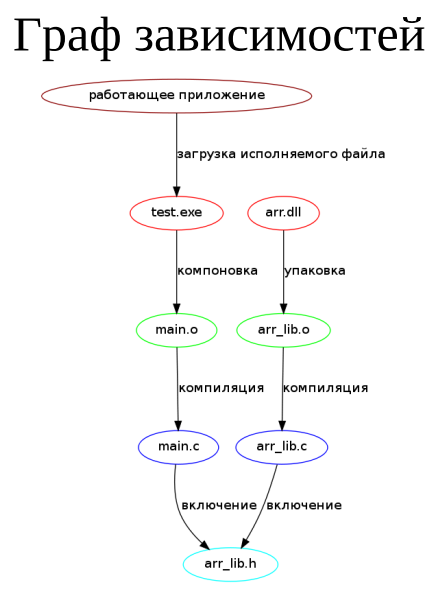 Граф зависимостей
работающее приложение
загрузка исполняемого файла
test.exe
arr.dll
компоновка
упаковка
main.o
arr_lib.o
компиляция
компиляция
main.c
arr_lib.c
включение
включение
arr_lib.h